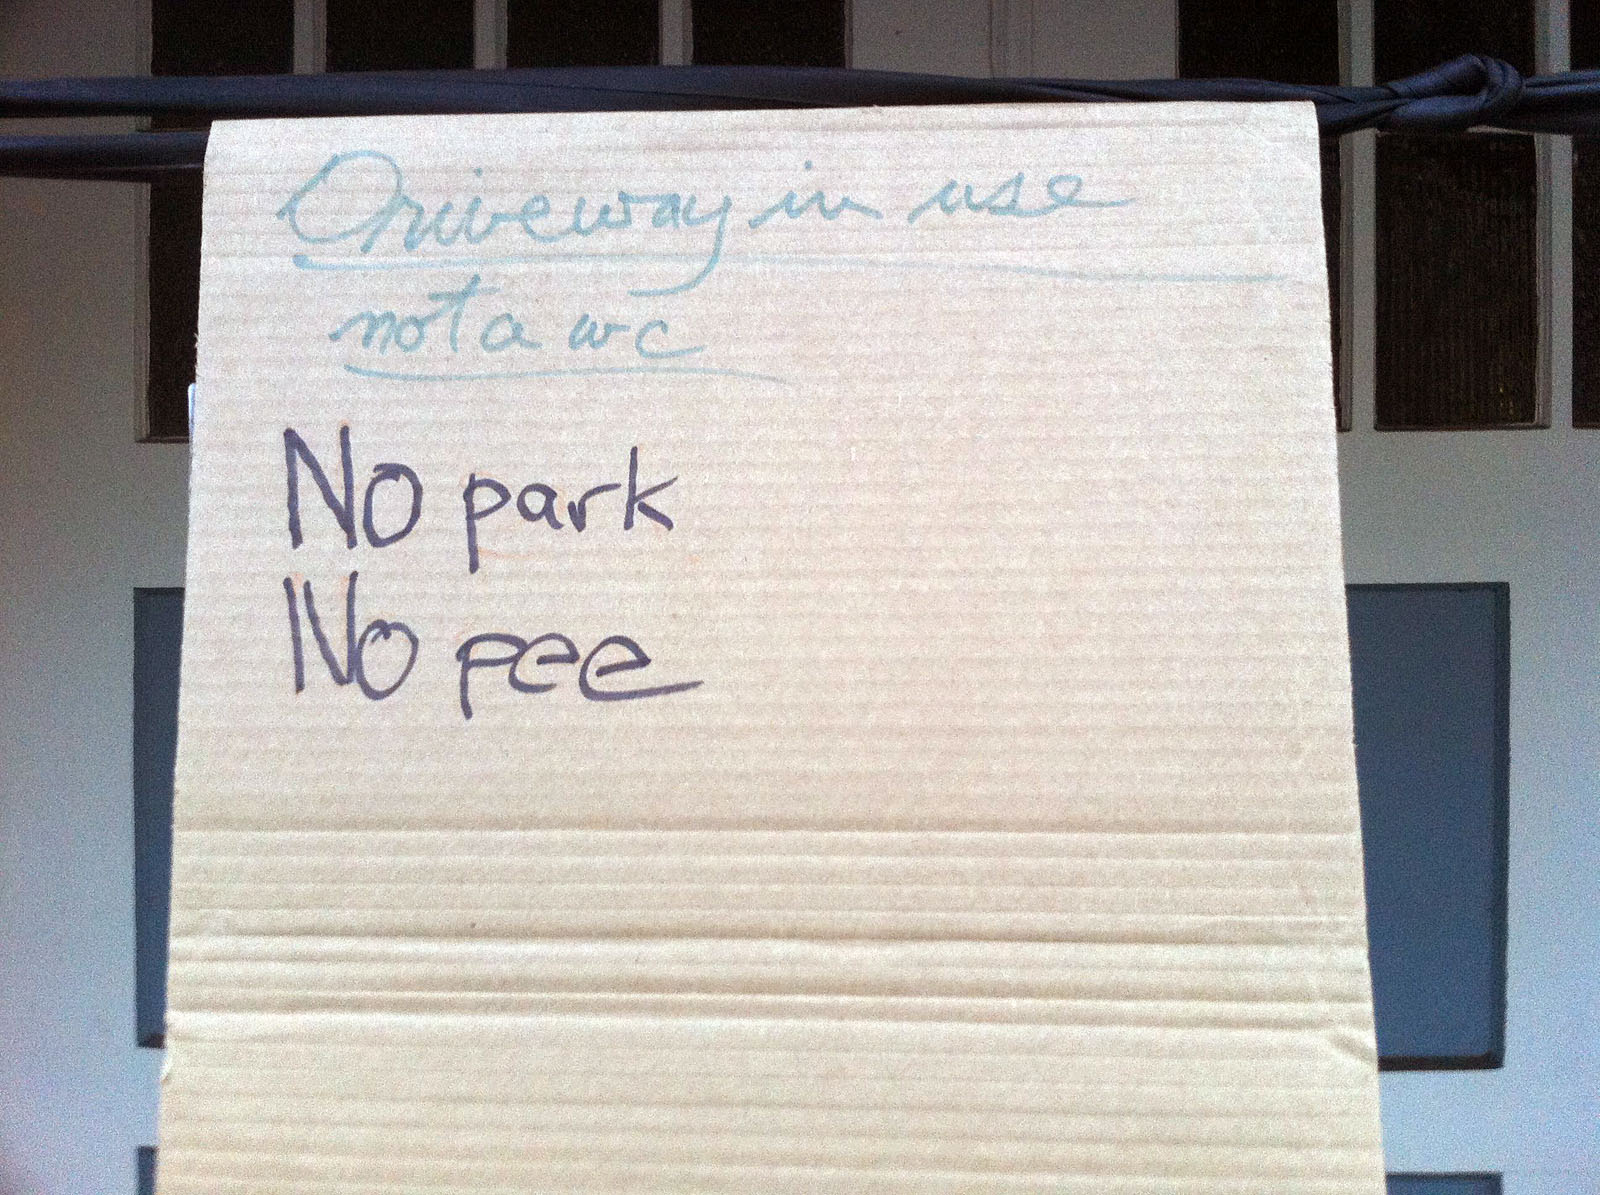 Driveway in use
not a wc
No park
No pee